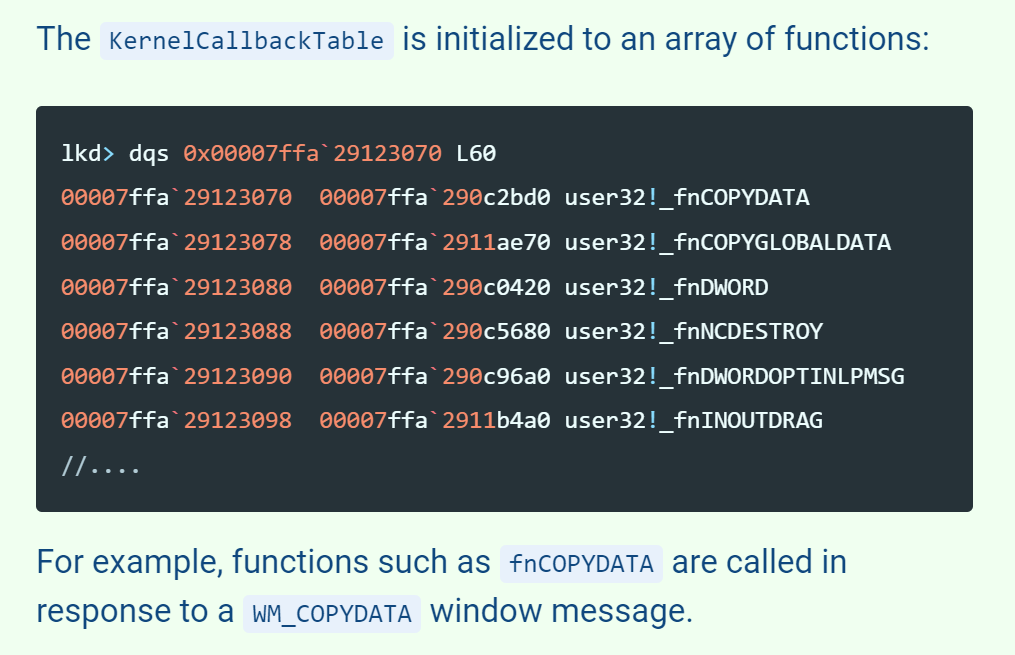 The KernelCallbackTable is initialized to an array of functions:
lkd> dqs 0x00007ffa`29123070 L60
00007ffa`29123070  00007ffa`290c2bd0 user32!_fnCOPYDATA
00007ffa`29123078  00007ffa`2911ae70 user32!_fnCOPYGLOBALDATA
00007ffa`29123080  00007ffa`290c0420 user32!_fnDWORD
00007ffa`29123088  00007ffa`290c5680 user32!_fnNCDESTROY
00007ffa`29123090  00007ffa`290c96a0 user32!_fnDWORDOPTINLPMSG
00007ffa`29123098  00007ffa`2911b4a0 user32!_fnINOUTDRAG
//....
For example, functions such as fnCOPYDATA are called in
response to a WM_COPYDATA window message.